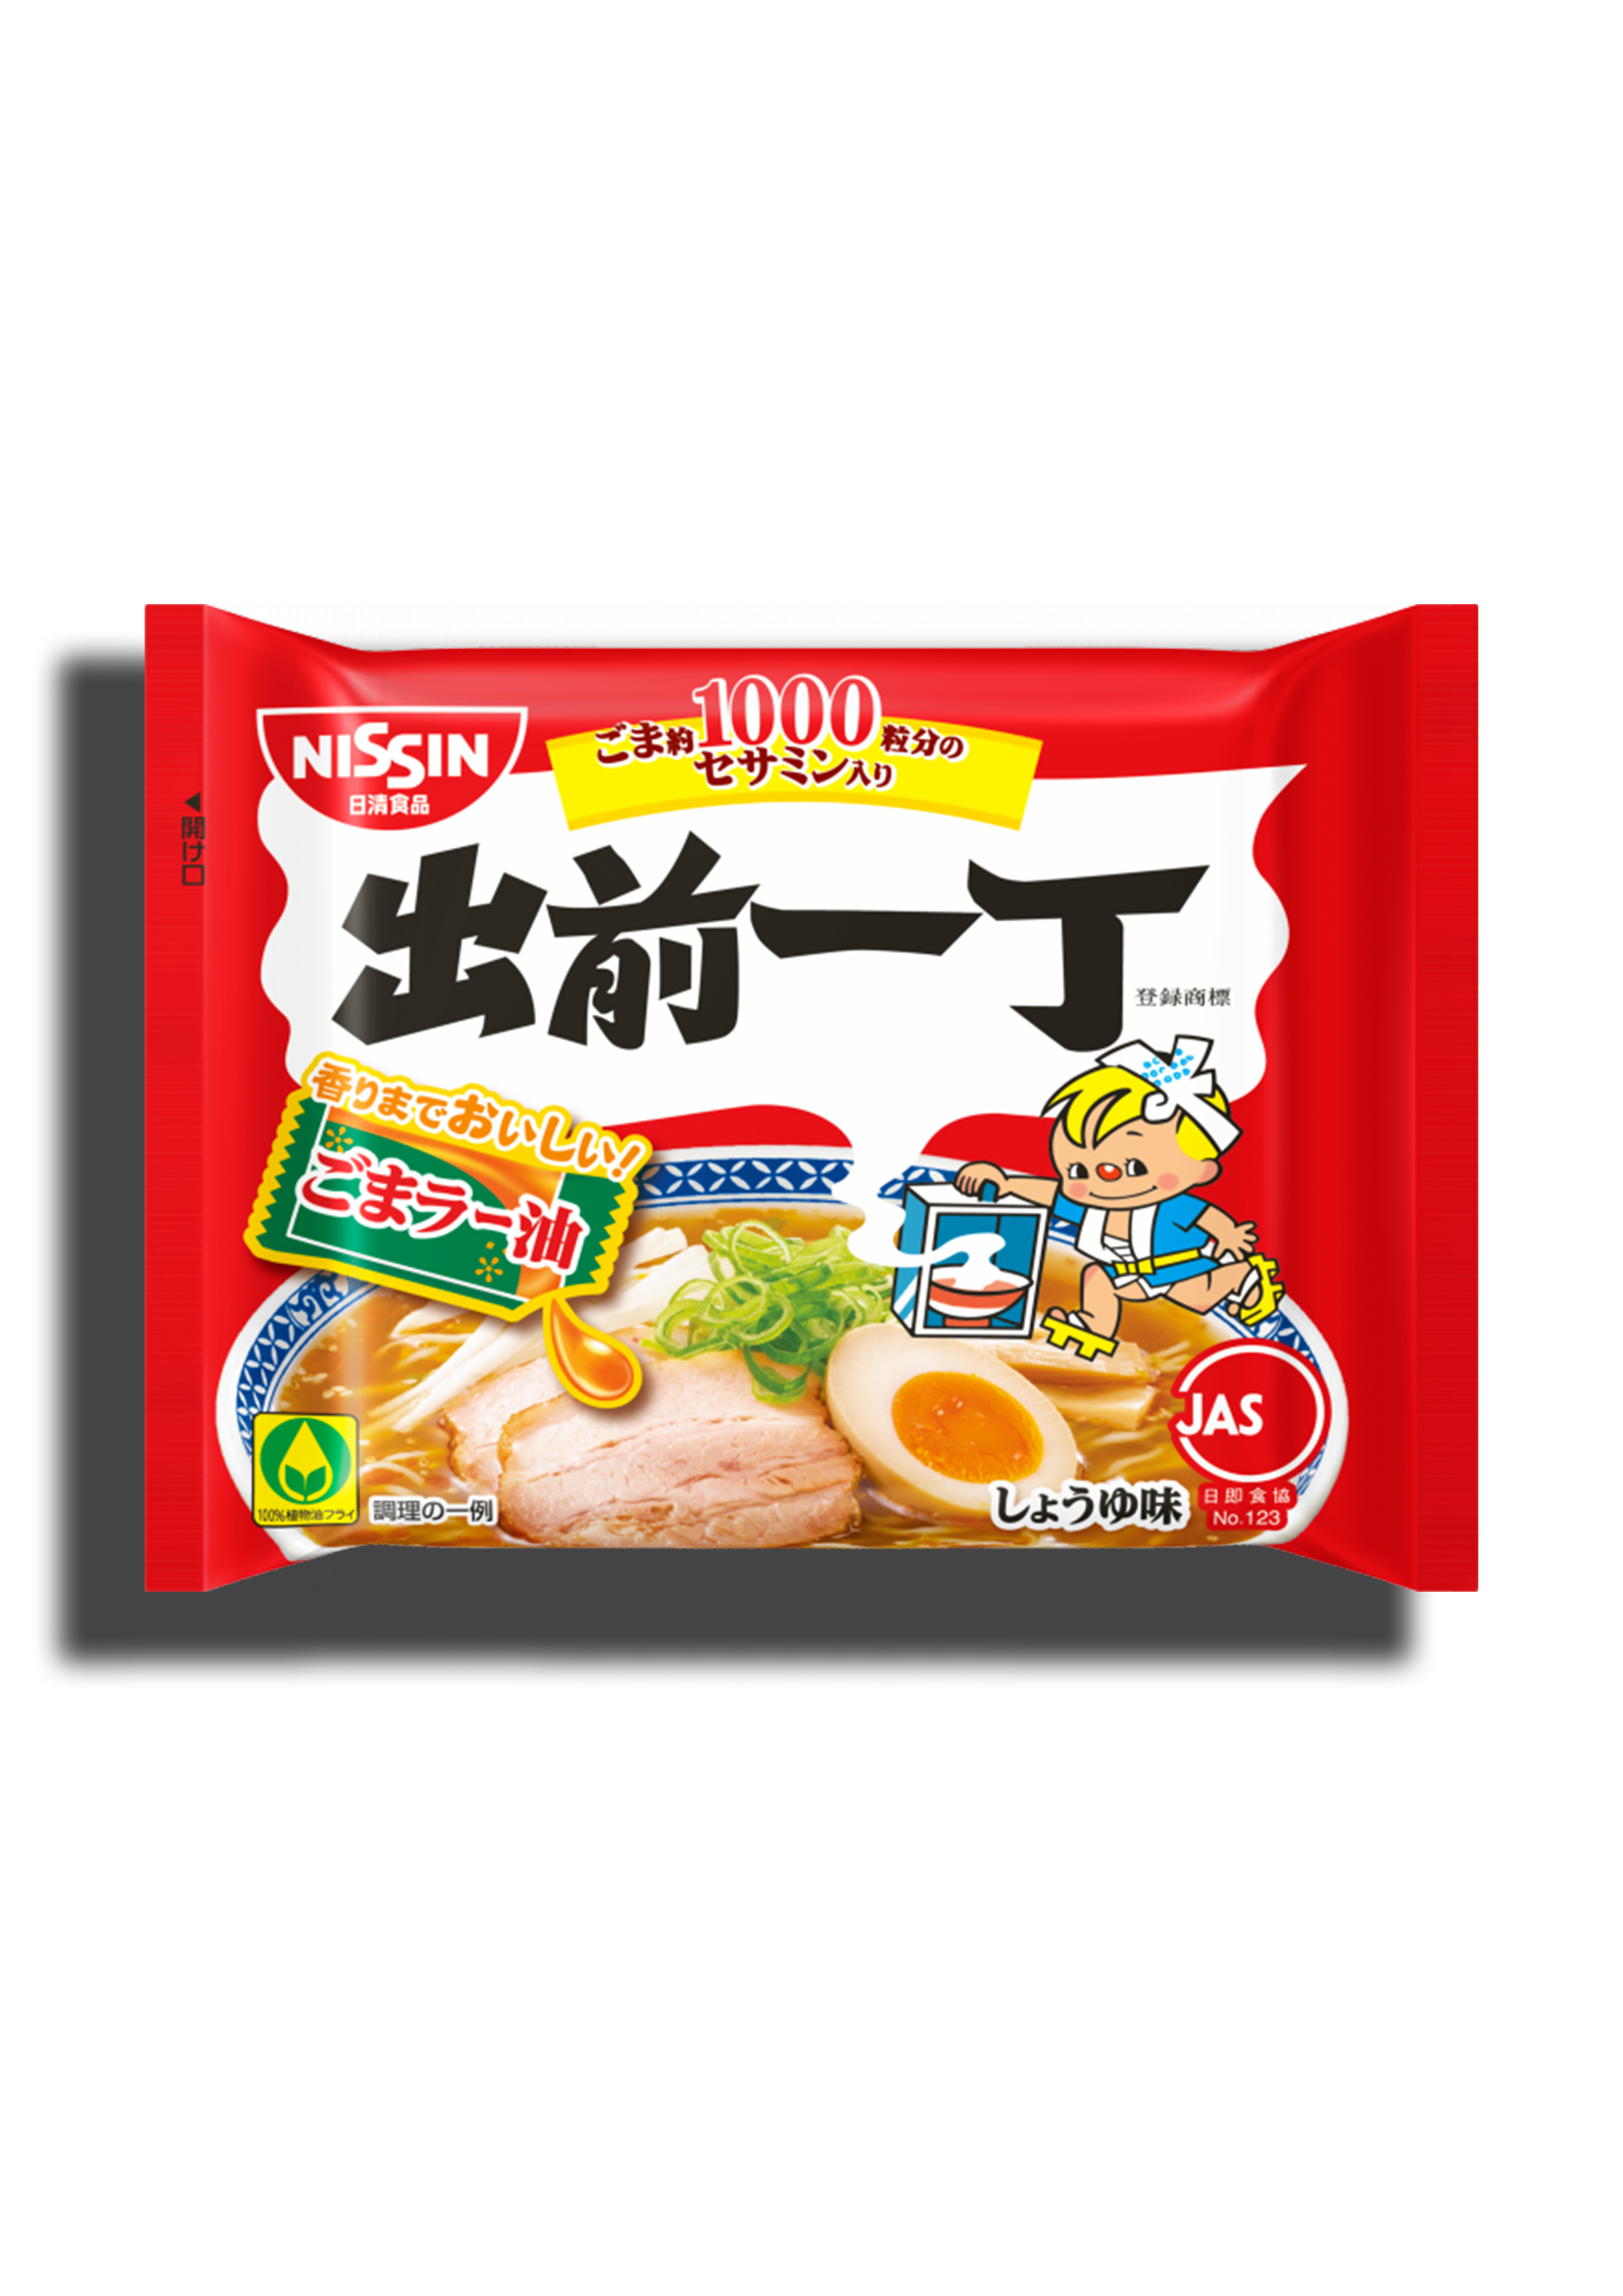 ごま約1000粒分の
セサミン入り
NISSIN
日清食品
◀開け口
出前一丁
登録商標
香りまでおいしい!
ごまラー油
JAS
日即食協
No.123
しょうゆ味
100%植物油フライ
調理の一例